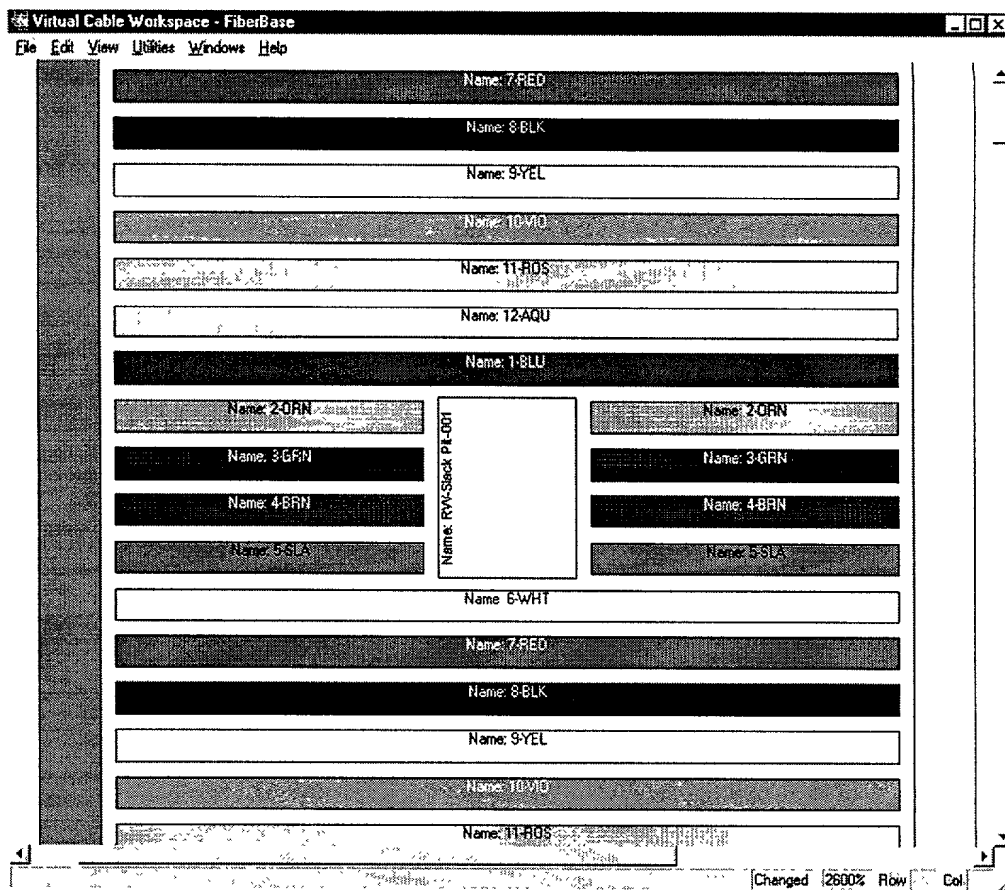 Virtual Cable Workspace - FiberBase
File Edit View Utilities Windows Help
Name: 7-RED
Name: 8-BLK
Name: 9-YEL
Name: 10-VIO
Name: 11-ROS
Name: 12-AQU
Name: 1-BLU
Name: 2-ORN
Name: 3-GRN
Name: 4-BRN
Name: 5-SLA
Name: RW-Slack Pit-001
Name: 2-ORN
Name: 3-GRN
Name: 4-BRN
Name: 5-SLA
Name 6-WHT
Name: 7-RED
Name: 8-BLK
Name: 9-YEL
Name: 10-VIO
Name: 11-ROS
Changed 2600% Row Col